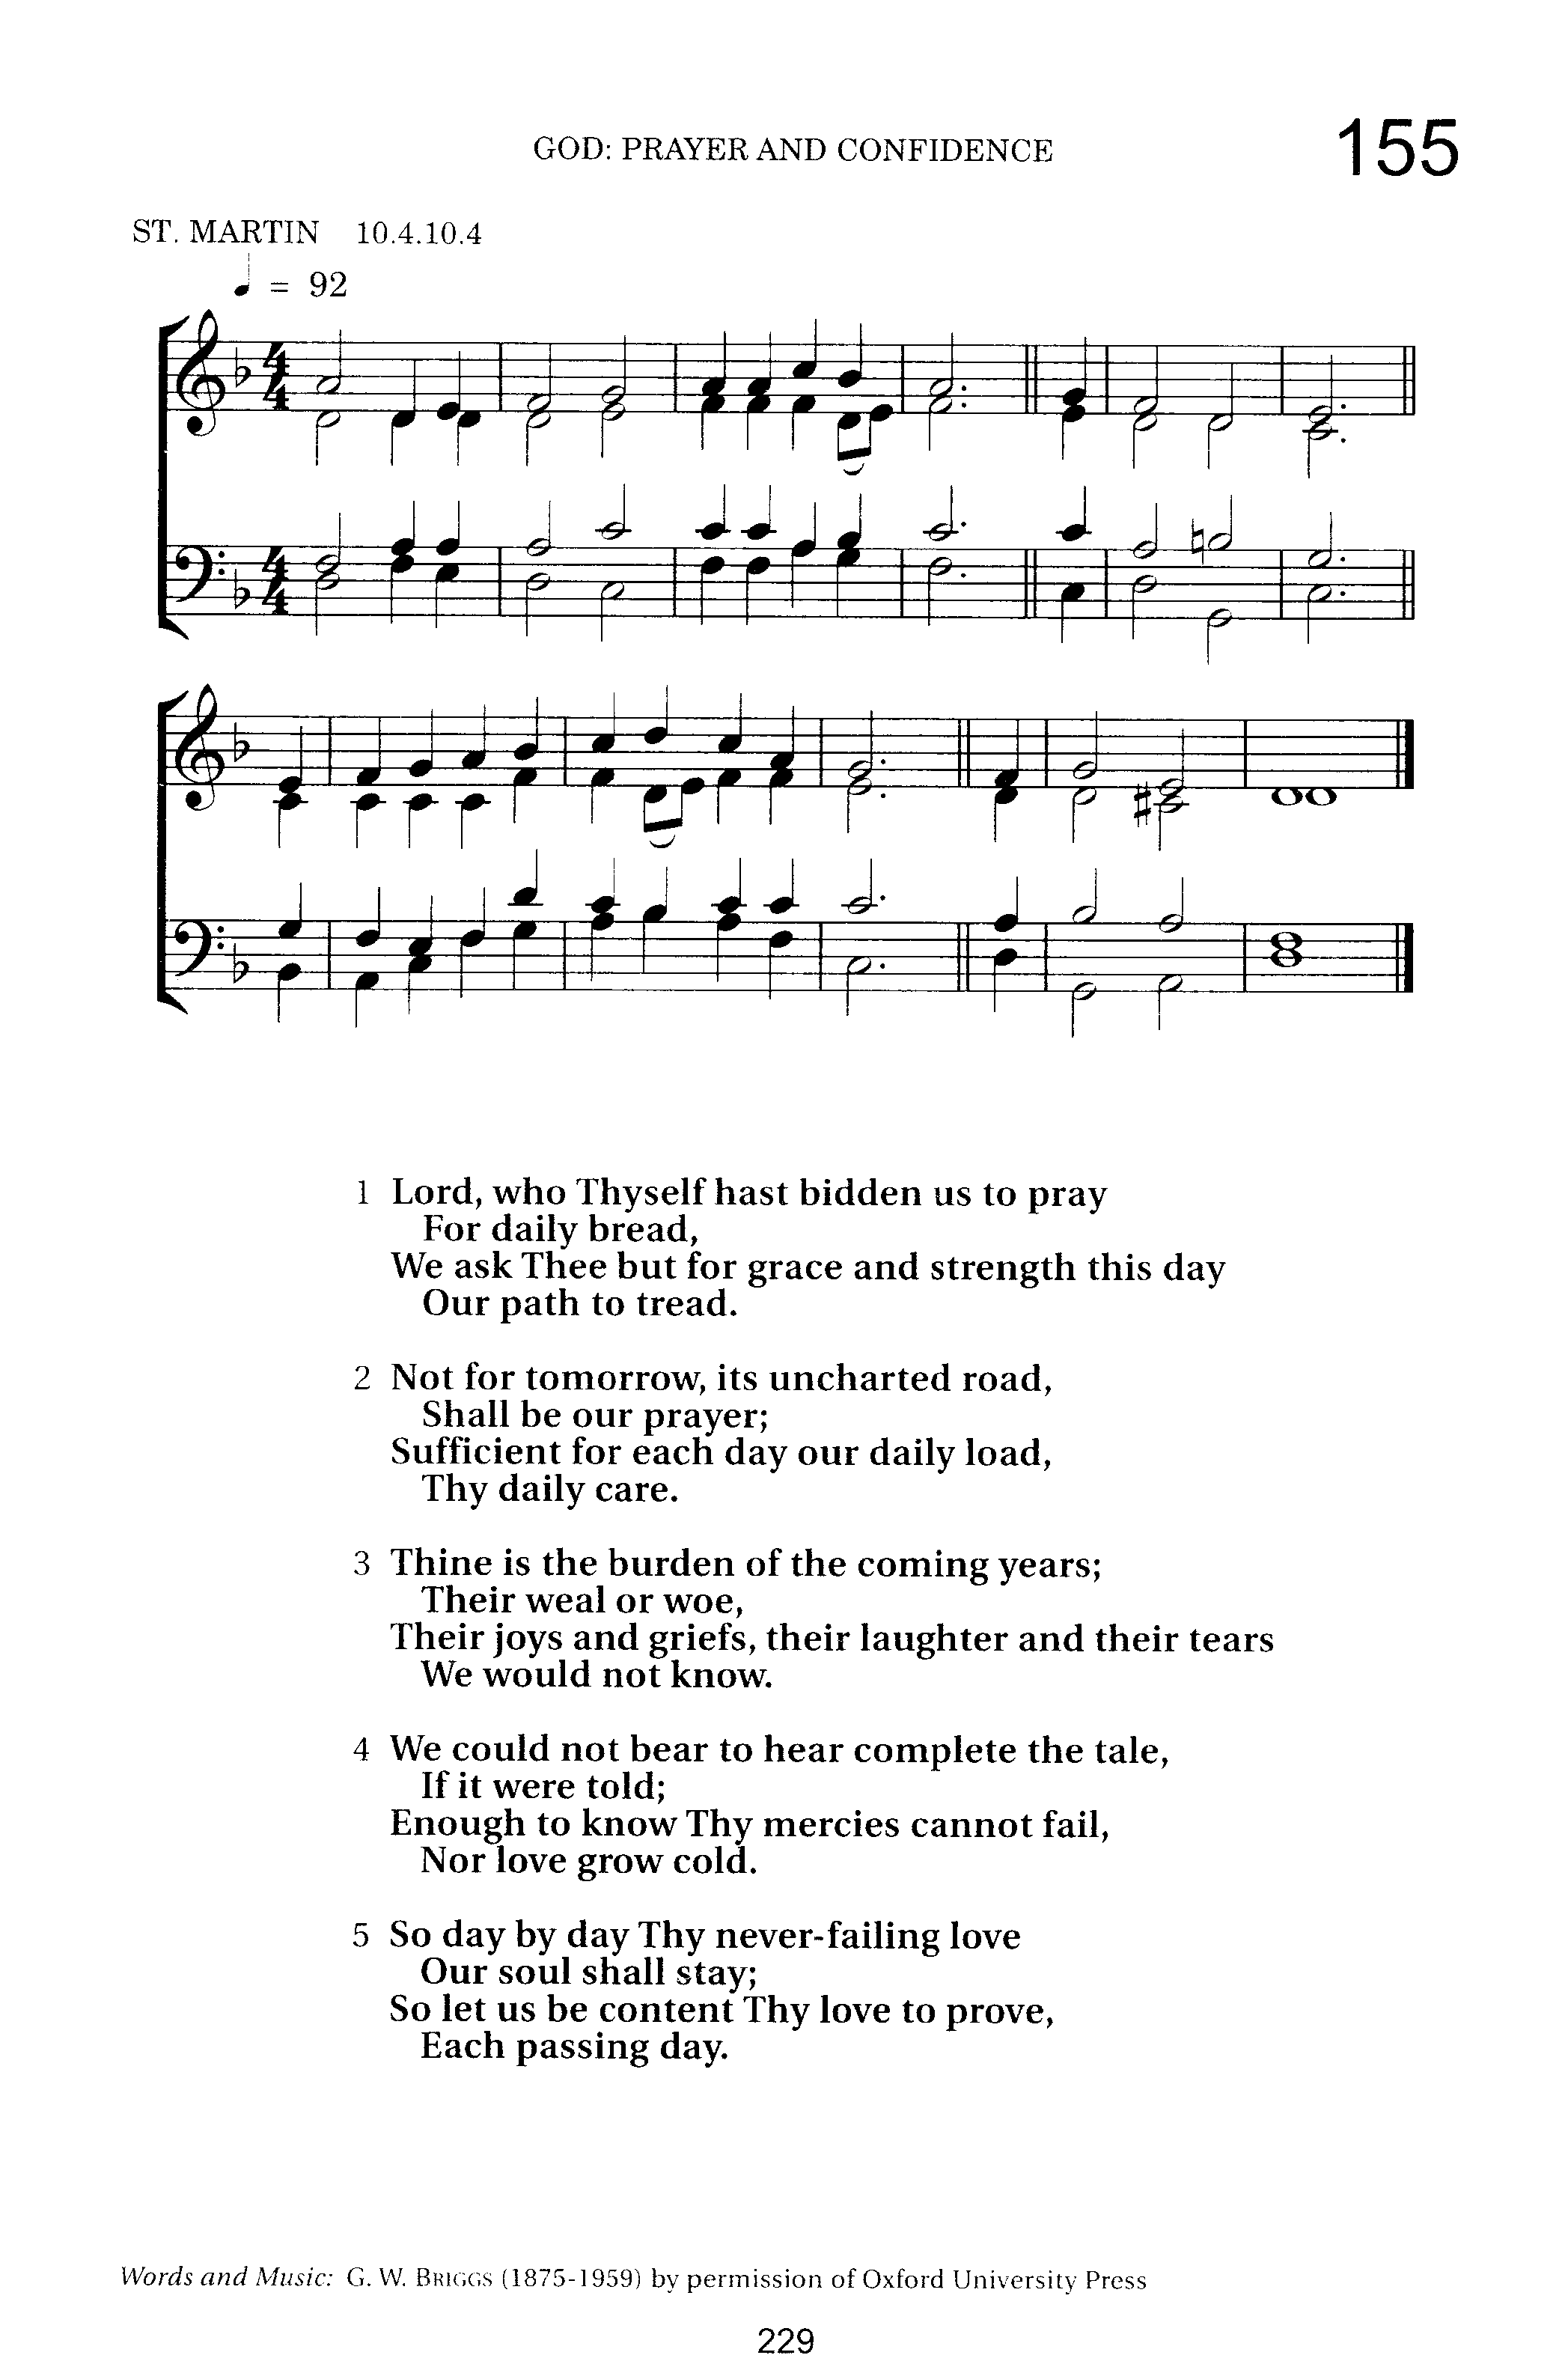 GOD: PRAYER AND CONFIDENCE
155
ST. MARTIN 10.4.10.4
♩ = 92
1 Lord, who Thyself hast bidden us to pray
For daily bread,
We ask Thee but for grace and strength this day
Our path to tread.
2 Not for tomorrow, its uncharted road,
Shall be our prayer;
Sufficient for each day our daily load,
Thy daily care.
3 Thine is the burden of the coming years;
Their weal or woe,
Their joys and griefs, their laughter and their tears
We would not know.
4 We could not bear to hear complete the tale,
If it were told;
Enough to know Thy mercies cannot fail,
Nor love grow cold.
5 So day by day Thy never-failing love
Our soul shall stay;
So let us be content Thy love to prove,
Each passing day.
Words and Music: G. W. BRIGGS (1875-1959) by permission of Oxford University Press
229